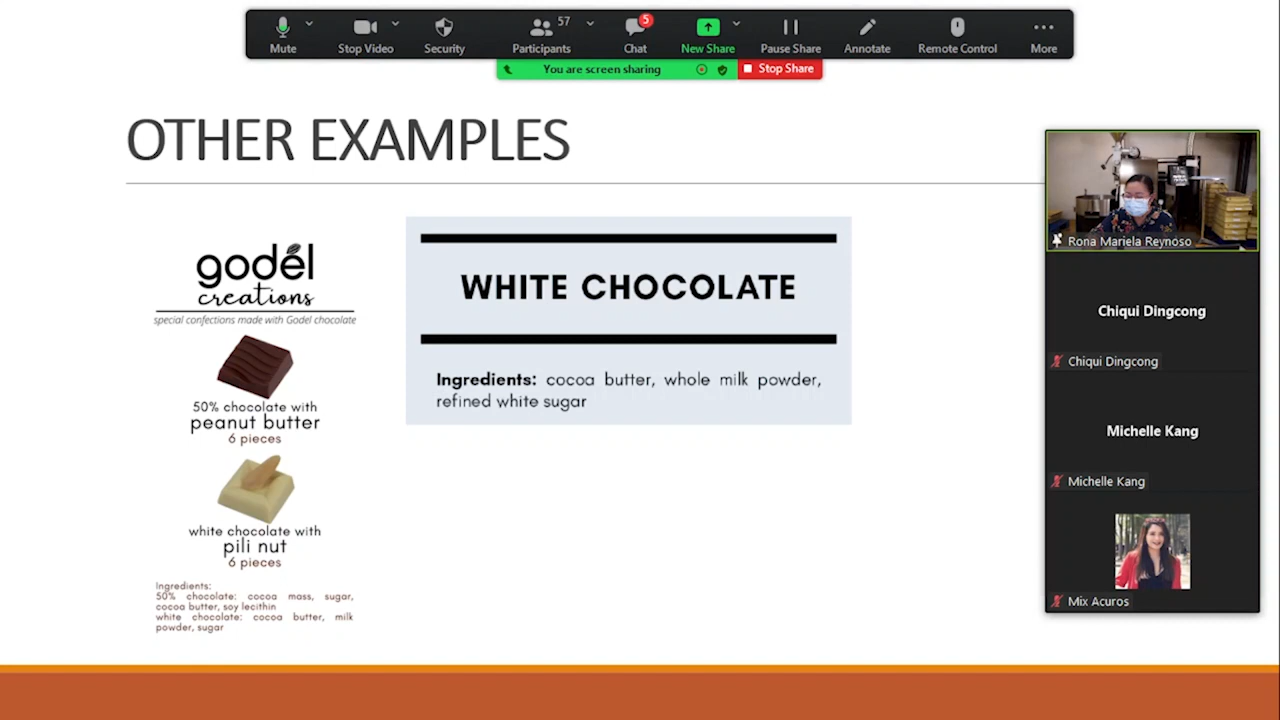 57
5
Mute
Stop Video
Security
Participants
Chat
New Share
Pause Share
Annotate
Remote Control
More
You are screen sharing
Stop Share
OTHER EXAMPLES
godél
creations
special confections made with Godel chocolate
50% chocolate with
peanut butter
6 pieces
white chocolate with
pili nut
6 pieces
Ingredients:
50% chocolate: cocoa mass, sugar,
cocoa butter, soy lecithin
white chocolate: cocoa butter, milk
powder, sugar
WHITE CHOCOLATE
Ingredients: cocoa butter, whole milk powder,
refined white sugar
Rona Mariela Reynoso
Chiqui Dingcong
Chiqui Dingcong
Michelle Kang
Michelle Kang
Mix Acuros